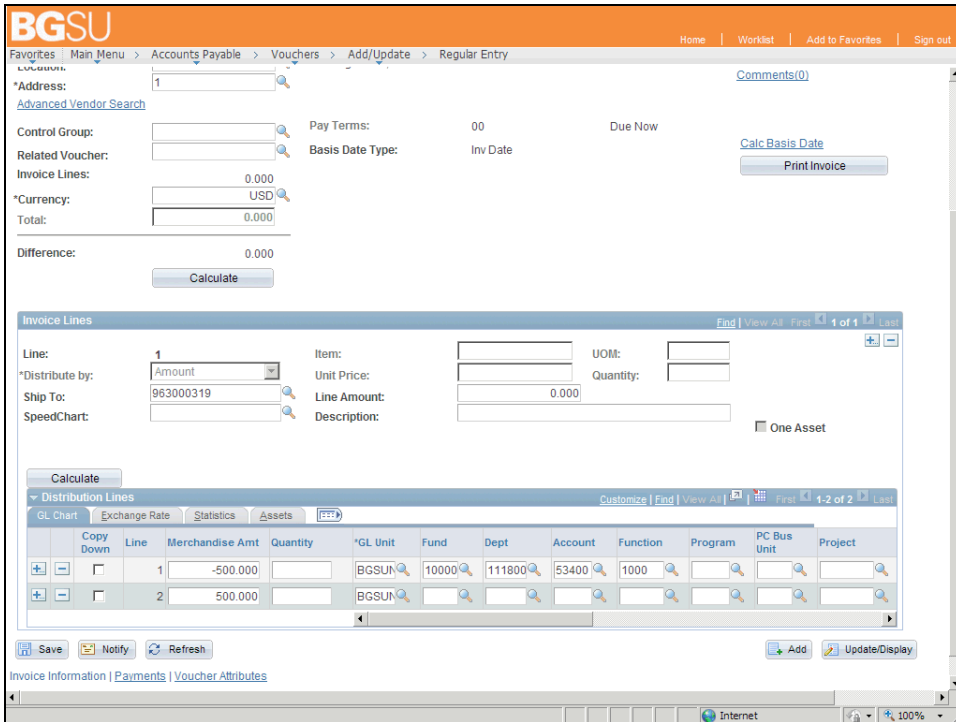 BGSU
Home | Worklist | Add to Favorites | Sign out
Favorites Main Menu > Accounts Payable > Vouchers > Add/Update > Regular Entry
Location:
*Address: 1
Comments(0)
Advanced Vendor Search
Control Group:
Pay Terms: 00 Due Now
Related Voucher:
Basis Date Type: Inv Date
Calc Basis Date
Print Invoice
Invoice Lines: 0.000
*Currency: USD
Total: 0.000
Difference: 0.000
Calculate
Invoice Lines Find | View All First 1 of 1 Last
Line: 1 Item: UOM:
*Distribute by: Amount Unit Price: Quantity:
Ship To: 963000319 Line Amount: 0.000
SpeedChart: Description:
One Asset
Calculate
Distribution Lines Customize | Find | View All | First 1-2 of 2 Last
GL Chart Exchange Rate Statistics Assets
Copy Down Line Merchandise Amt Quantity *GL Unit Fund Dept Account Function Program PC Bus Unit Project
1 -500.000 BGSUN 10000 111800 53400 1000
2 500.000 BGSUN
Save Notify Refresh Add Update/Display
Invoice Information | Payments | Voucher Attributes
Internet 100%